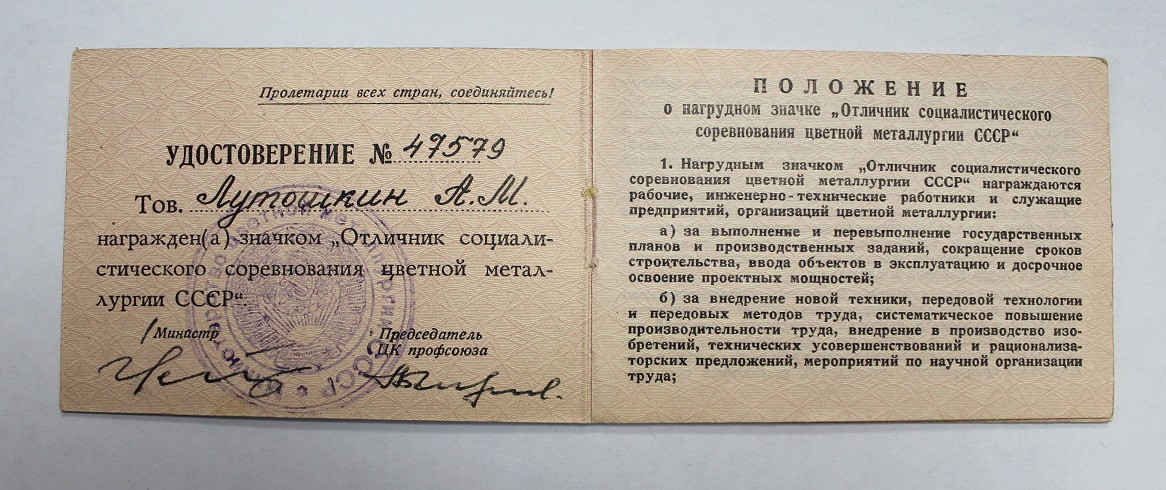 Пролетарии всех стран, соединяйтесь!
УДОСТОВЕРЕНИЕ № 47579
Тов. Лутошкин А.М.
награжден(а) значком „Отличник социали-
стического соревнования цветной метал-
лургии СССР“.
Министр
Председатель
ЦК профсоюза
ПОЛОЖЕНИЕ
о нагрудном значке „Отличник социалистического
соревнования цветной металлургии СССР“
1. Нагрудным значком „Отличник социалистического
соревнования цветной металлургии СССР“ награждаются
рабочие, инженерно-технические работники и служащие
предприятий, организаций цветной металлургии:
а) за выполнение и перевыполнение государственных
планов и производственных заданий, сокращение сроков
строительства, ввода объектов в эксплуатацию и досрочное
освоение проектных мощностей;
б) за внедрение новой техники, передовой технологии
и передовых методов труда, систематическое повышение
производительности труда, внедрение в производство изо-
бретений, технических усовершенствований и рационализа-
торских предложений, мероприятий по научной организации
труда;